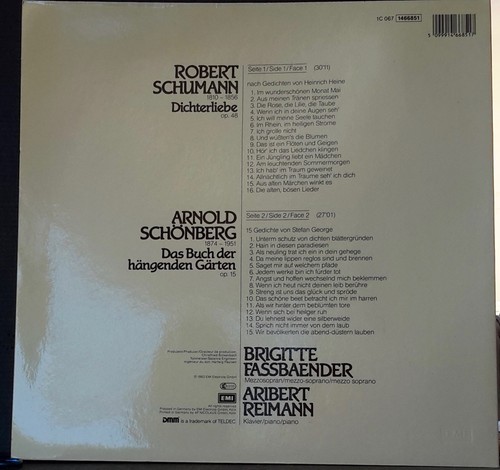 1C 067 1466851
ROBERT
SCHUMANN
1810 – 1856
Dichterliebe
op. 48
Seite 1 / Side 1 / Face 1 (30'11)
nach Gedichten von Heinrich Heine
1. Im wunderschönen Monat Mai
2. Aus meinen Tränen spriessen
3. Die Rose, die Lilie, die Taube
4. Wenn ich in deine Augen seh'
5. Ich will meine Seele tauchen
6. Im Rhein, im heiligen Strome
7. Ich grolle nicht
8. Und wüßten's die Blumen
9. Das ist ein Flöten und Geigen
10. Hör' ich das Liedchen klingen
11. Ein Jüngling liebt ein Mädchen
12. Am leuchtenden Sommermorgen
13. Ich hab' im Traum geweinet
14. Allnächtlich im Traume seh' ich dich
15. Aus alten Märchen winkt es
16. Die alten, bösen Lieder
ARNOLD
SCHÖNBERG
1874 – 1951
Das Buch der
hängenden Gärten
op. 15
Seite 2 / Side 2 / Face 2 (27'01)
15 Gedichte von Stefan George
1. Unterm schutz von dichten blättergründen
2. Hain in diesen paradiesen
3. Als neuling trat ich ein in dein gehege
4. Da meine lippen reglos sind und brennen
5. Saget mir auf welchem pfade
6. Jedem werke bin ich fürder tot
7. Angst und hoffen wechselnd mich beklemmen
8. Wenn ich heut nicht deinen leib berühre
9. Streng ist uns das glück und spröde
10. Das schöne beet betracht ich mir im harren
11. Als wir hinter dem beblümten tore
12. Wenn sich bei heilger ruh
13. Du lehnest wider eine silberweide
14. Sprich nicht immer von dem laub
15. Wir bevölkerten die abend-düstern lauben
BRIGITTE
FASSBAENDER
Mezzosopran/mezzo-soprano/mezzo soprano
ARIBERT
REIMANN
Klavier/piano/piano
EMI
DMM is a trademark of TELDEC